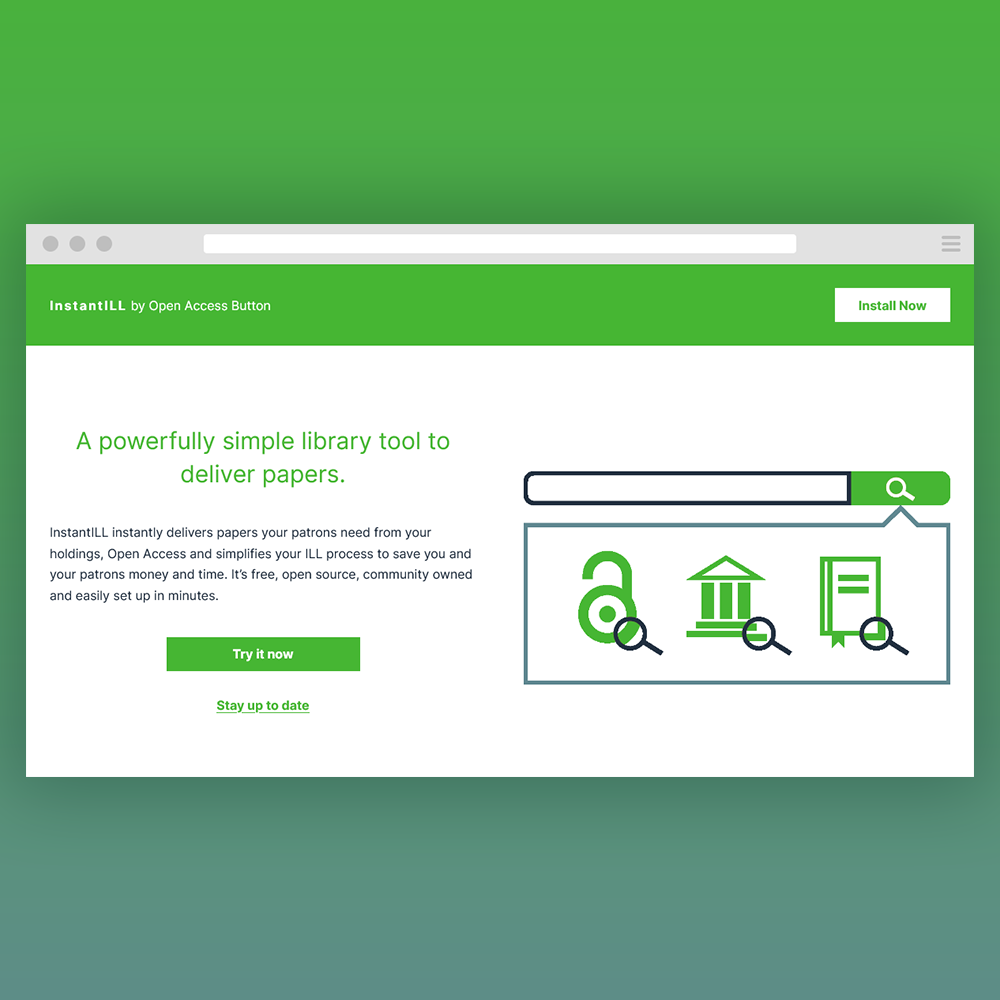 InstantILL by Open Access Button
Install Now
A powerfully simple library tool to
deliver papers.
InstantILL instantly delivers papers your patrons need from your
holdings, Open Access and simplifies your ILL process to save you and
your patrons money and time. It’s free, open source, community owned
and easily set up in minutes.
Try it now
Stay up to date